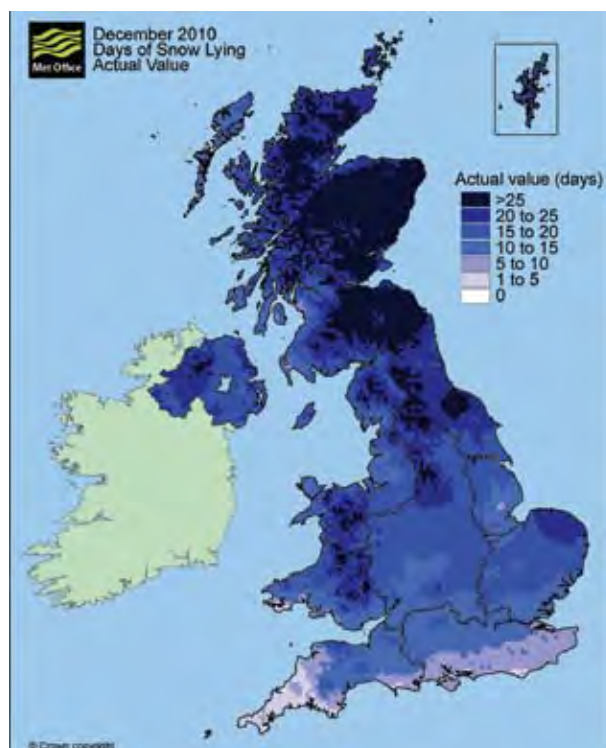 December 2010
Days of Snow Lying
Actual Value
Met Office
Actual value (days)
>25
20 to 25
15 to 20
10 to 15
5 to 10
1 to 5
0
© Crown copyright